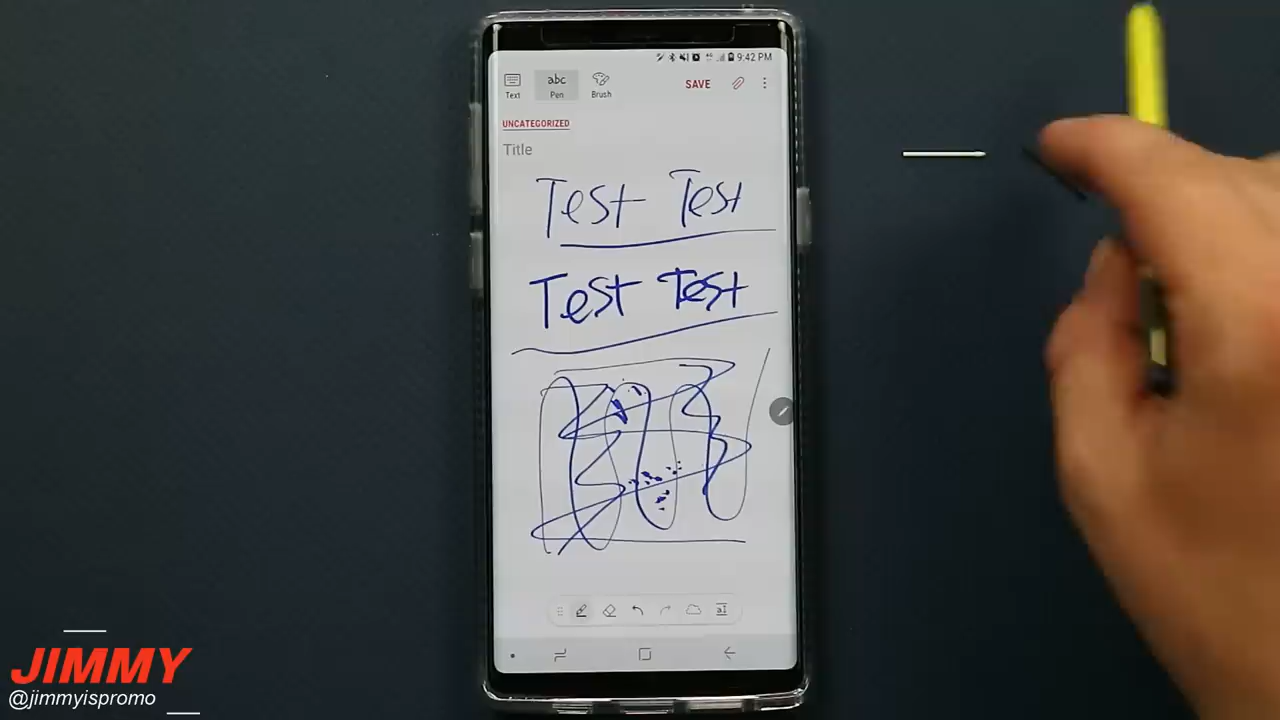 9:42 PM
Text abc Pen Brush SAVE
UNCATEGORIZED
Title
Test Test
Test Test
JIMMY
@jimmyispromo